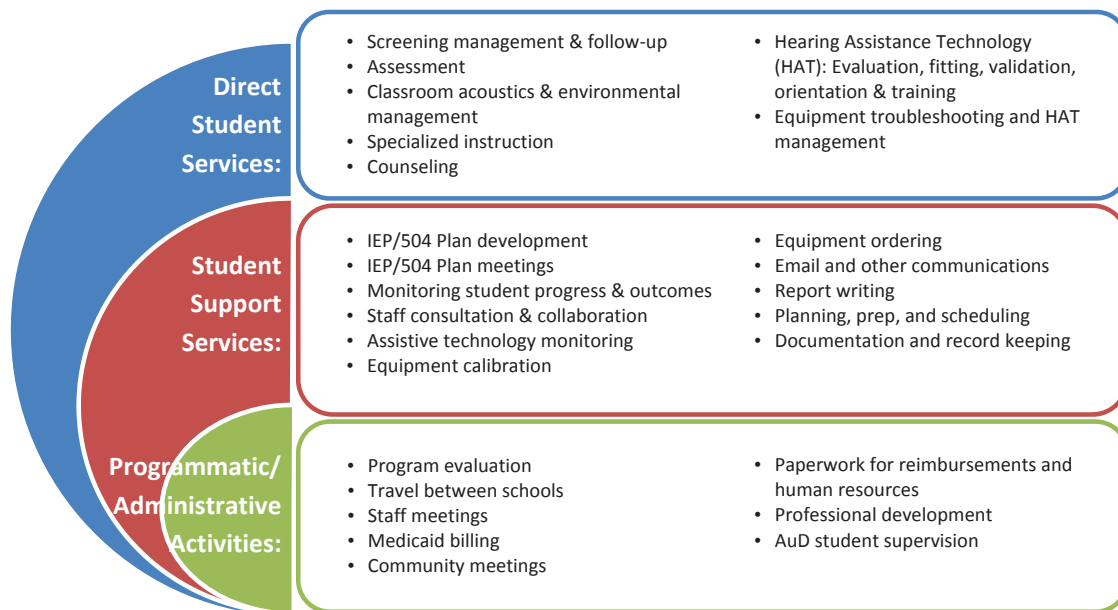 Direct
Student
Services:
• Screening management & follow-up
• Assessment
• Classroom acoustics & environmental
management
• Specialized instruction
• Counseling
• Hearing Assistance Technology
(HAT): Evaluation, fitting, validation,
orientation & training
• Equipment troubleshooting and HAT
management
Student
Support
Services:
• IEP/504 Plan development
• IEP/504 Plan meetings
• Monitoring student progress & outcomes
• Staff consultation & collaboration
• Assistive technology monitoring
• Equipment calibration
• Equipment ordering
• Email and other communications
• Report writing
• Planning, prep, and scheduling
• Documentation and record keeping
Programmatic/
Administrative
Activities:
• Program evaluation
• Travel between schools
• Staff meetings
• Medicaid billing
• Community meetings
• Paperwork for reimbursements and
human resources
• Professional development
• AuD student supervision